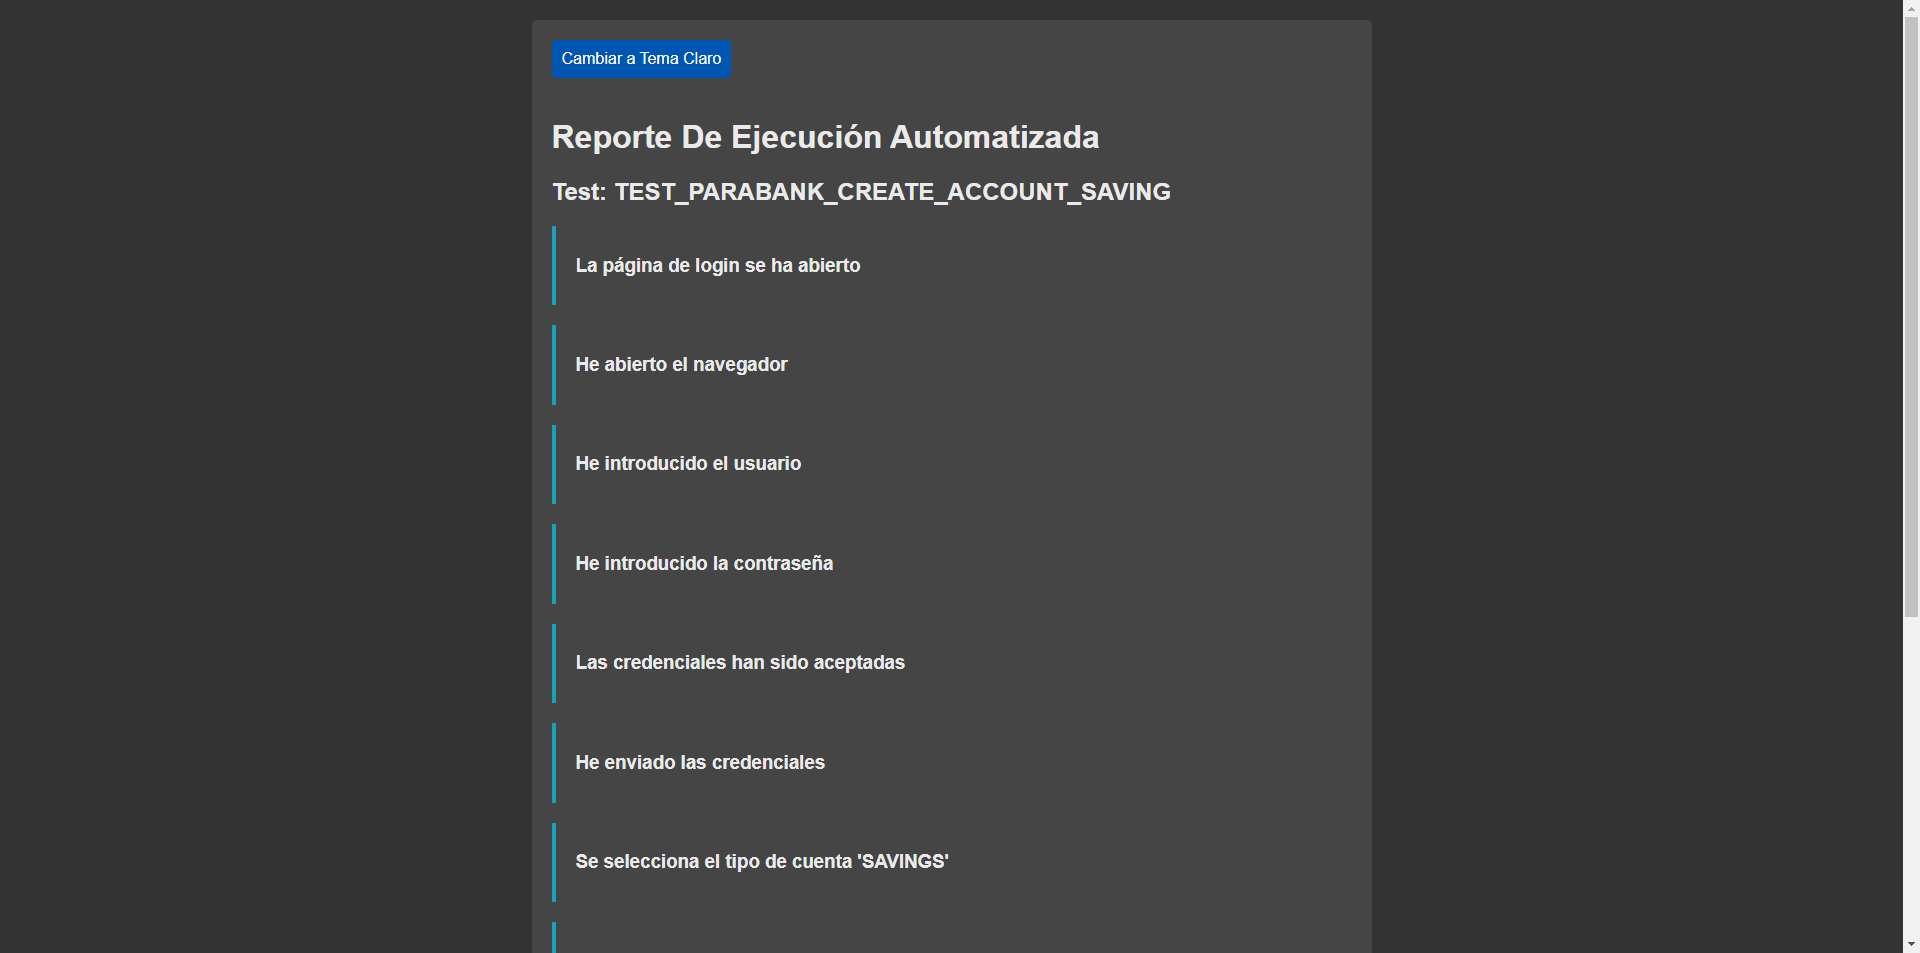 Cambiar a Tema Claro
Reporte De Ejecución Automatizada
Test: TEST_PARABANK_CREATE_ACCOUNT_SAVING
La página de login se ha abierto
He abierto el navegador
He introducido el usuario
He introducido la contraseña
Las credenciales han sido aceptadas
He enviado las credenciales
Se selecciona el tipo de cuenta 'SAVINGS'